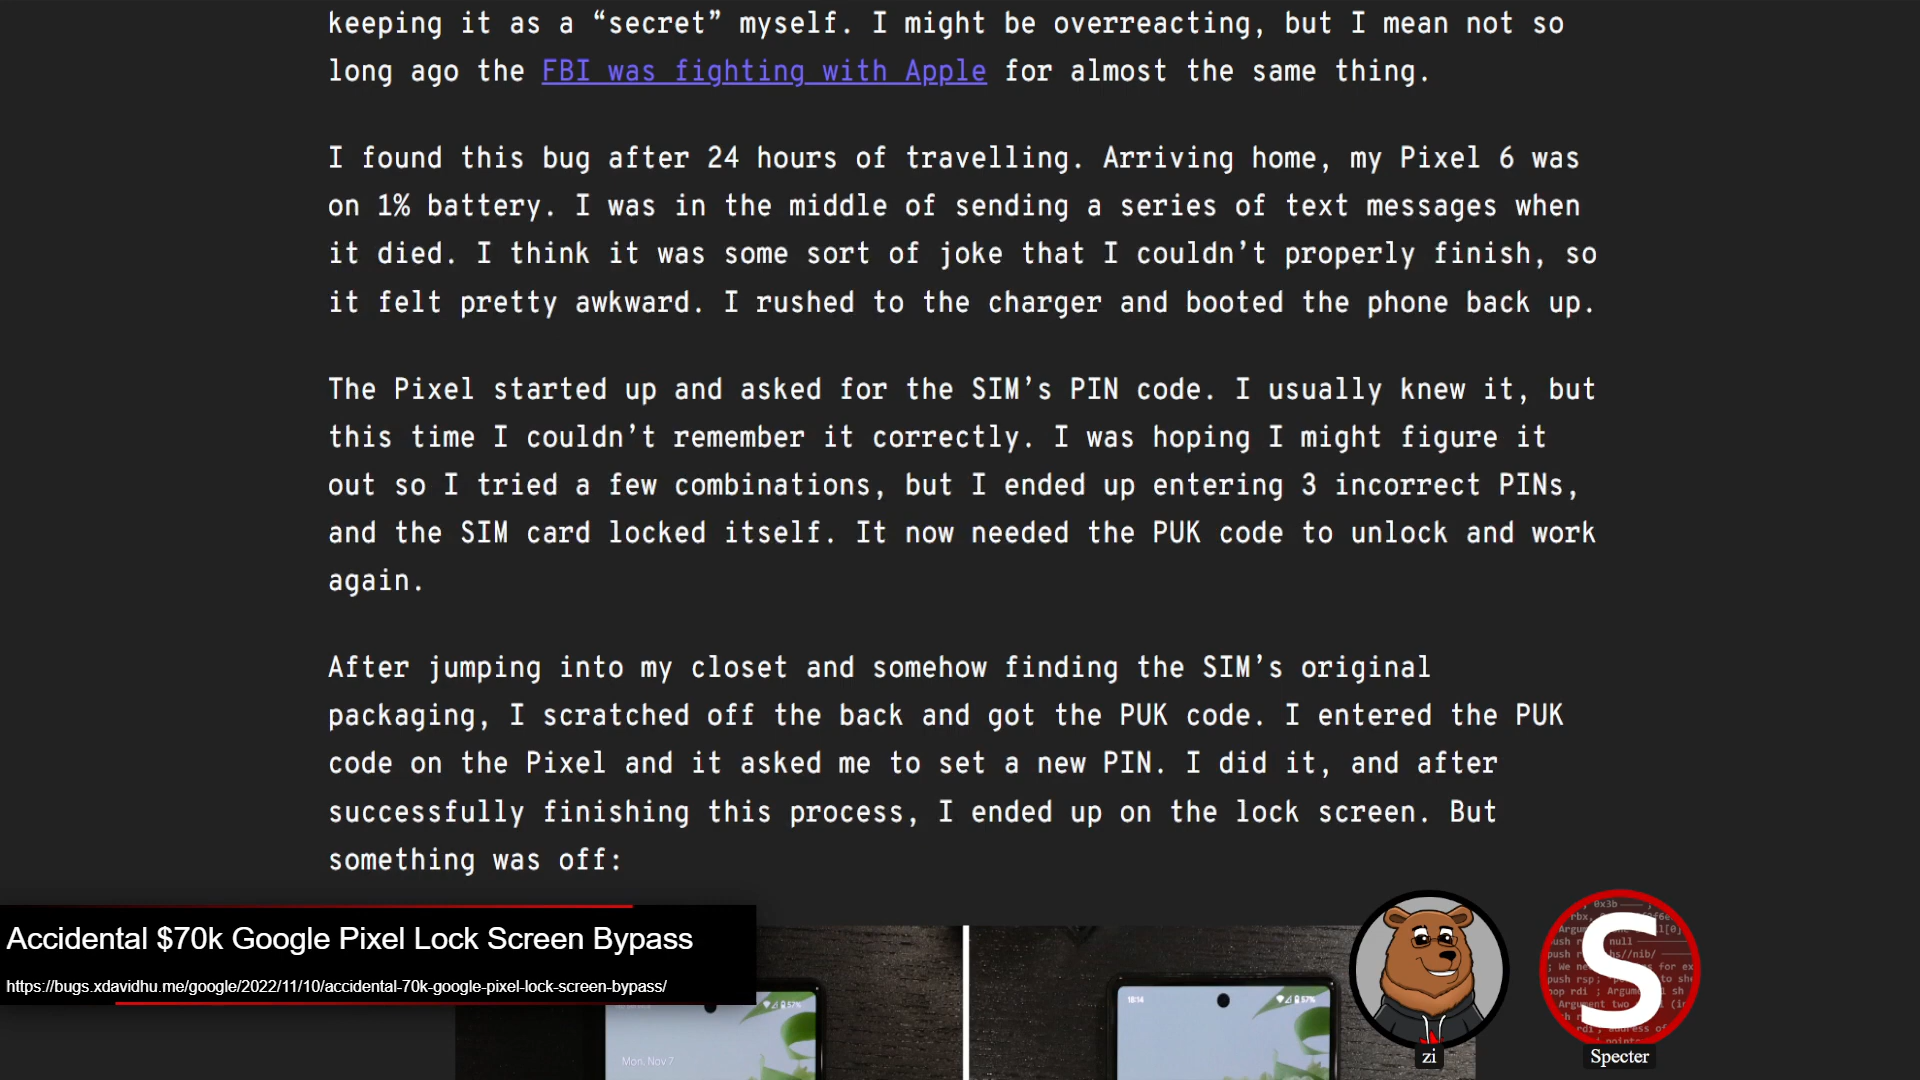 keeping it as a “secret” myself. I might be overreacting, but I mean not so
long ago the FBI was fighting with Apple for almost the same thing.
I found this bug after 24 hours of travelling. Arriving home, my Pixel 6 was
on 1% battery. I was in the middle of sending a series of text messages when
it died. I think it was some sort of joke that I couldn’t properly finish, so
it felt pretty awkward. I rushed to the charger and booted the phone back up.
The Pixel started up and asked for the SIM’s PIN code. I usually knew it, but
this time I couldn’t remember it correctly. I was hoping I might figure it
out so I tried a few combinations, but I ended up entering 3 incorrect PINs,
and the SIM card locked itself. It now needed the PUK code to unlock and work
again.
After jumping into my closet and somehow finding the SIM’s original
packaging, I scratched off the back and got the PUK code. I entered the PUK
code on the Pixel and it asked me to set a new PIN. I did it, and after
successfully finishing this process, I ended up on the lock screen. But
something was off:
Accidental $70k Google Pixel Lock Screen Bypass
https://bugs.xdavidhu.me/google/2022/11/10/accidental-70k-google-pixel-lock-screen-bypass/
57%
Mon, Nov 7
18:14
57%
zi
S
Specter